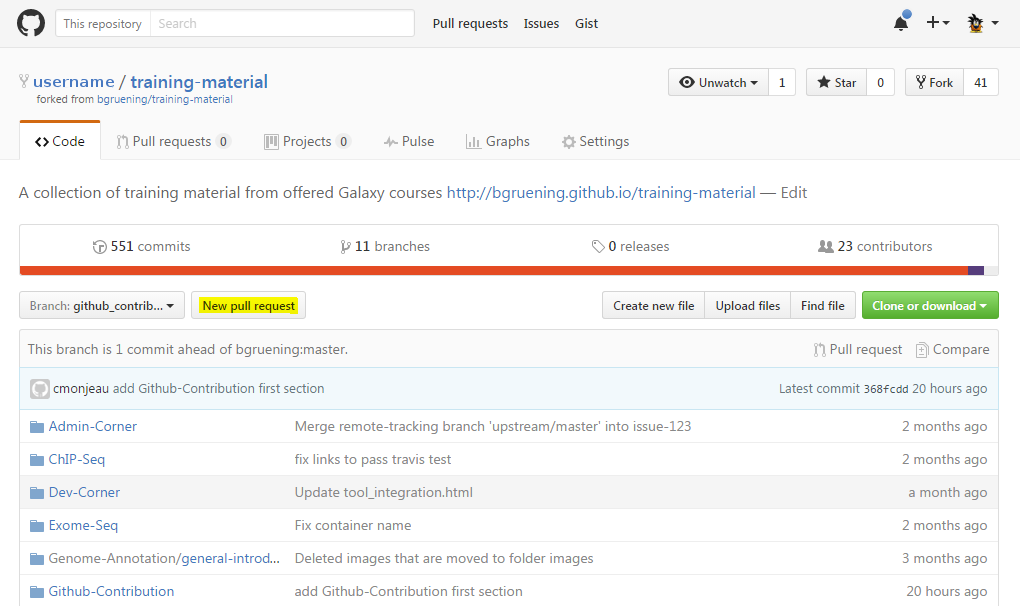 This repository Search Pull requests Issues Gist
username / training-material Unwatch 1 Star 0 Fork 41
forked from bgruening/training-material
Code Pull requests 0 Projects 0 Pulse Graphs Settings
A collection of training material from offered Galaxy courses http://bgruening.github.io/training-material — Edit
551 commits 11 branches 0 releases 23 contributors
Branch: github_contrib... New pull request Create new file Upload files Find file Clone or download
This branch is 1 commit ahead of bgruening:master. Pull request Compare
cmonjeau add Github-Contribution first section Latest commit 368fcdd 20 hours ago
Admin-Corner Merge remote-tracking branch 'upstream/master' into issue-123 2 months ago
ChIP-Seq fix links to pass travis test 2 months ago
Dev-Corner Update tool_integration.html a month ago
Exome-Seq Fix container name 2 months ago
Genome-Annotation/general-introd... Deleted images that are moved to folder images 3 months ago
Github-Contribution add Github-Contribution first section 20 hours ago